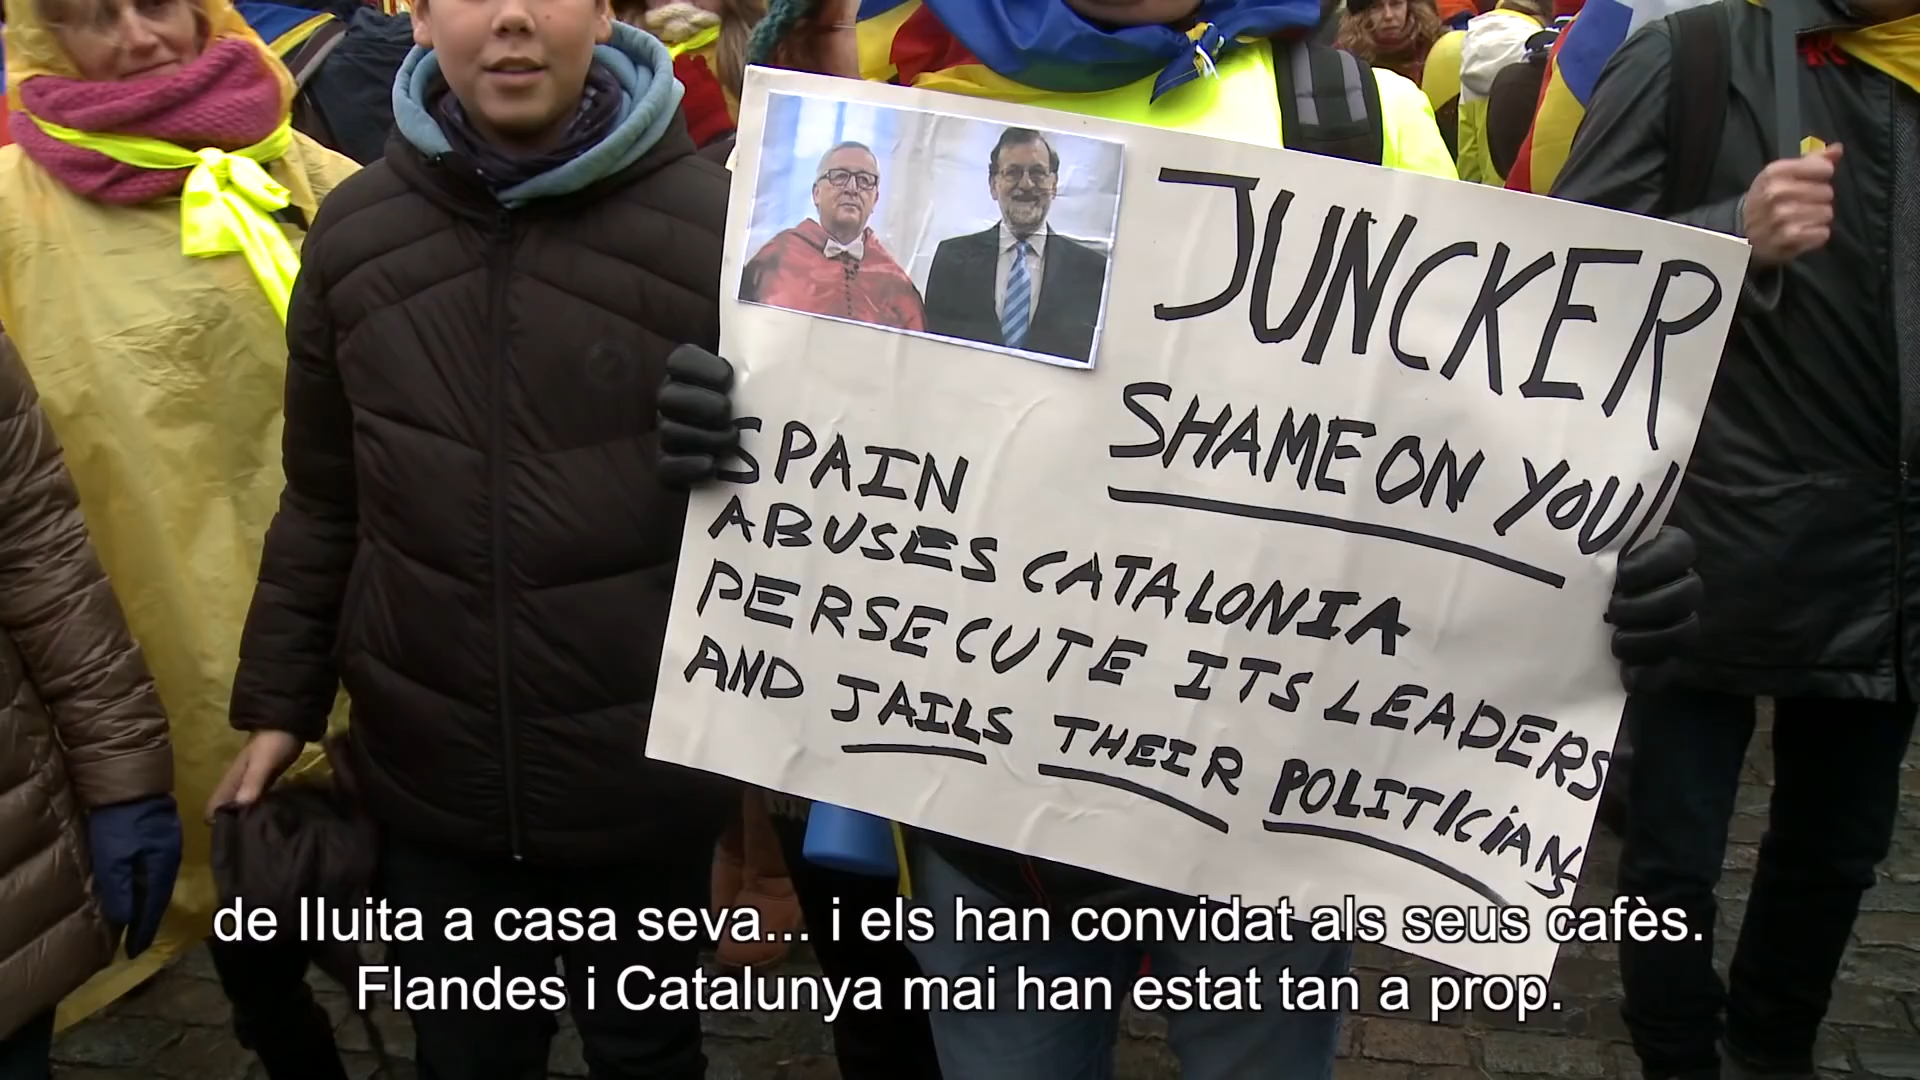 JUNCKER
SHAME ON YOU!
SPAIN
ABUSES CATALONIA
PERSECUTE ITS LEADERS
AND JAILS THEIR POLITICIANS
de lluita a casa seva... i els han convidat als seus cafès.
Flandes i Catalunya mai han estat tan a prop.